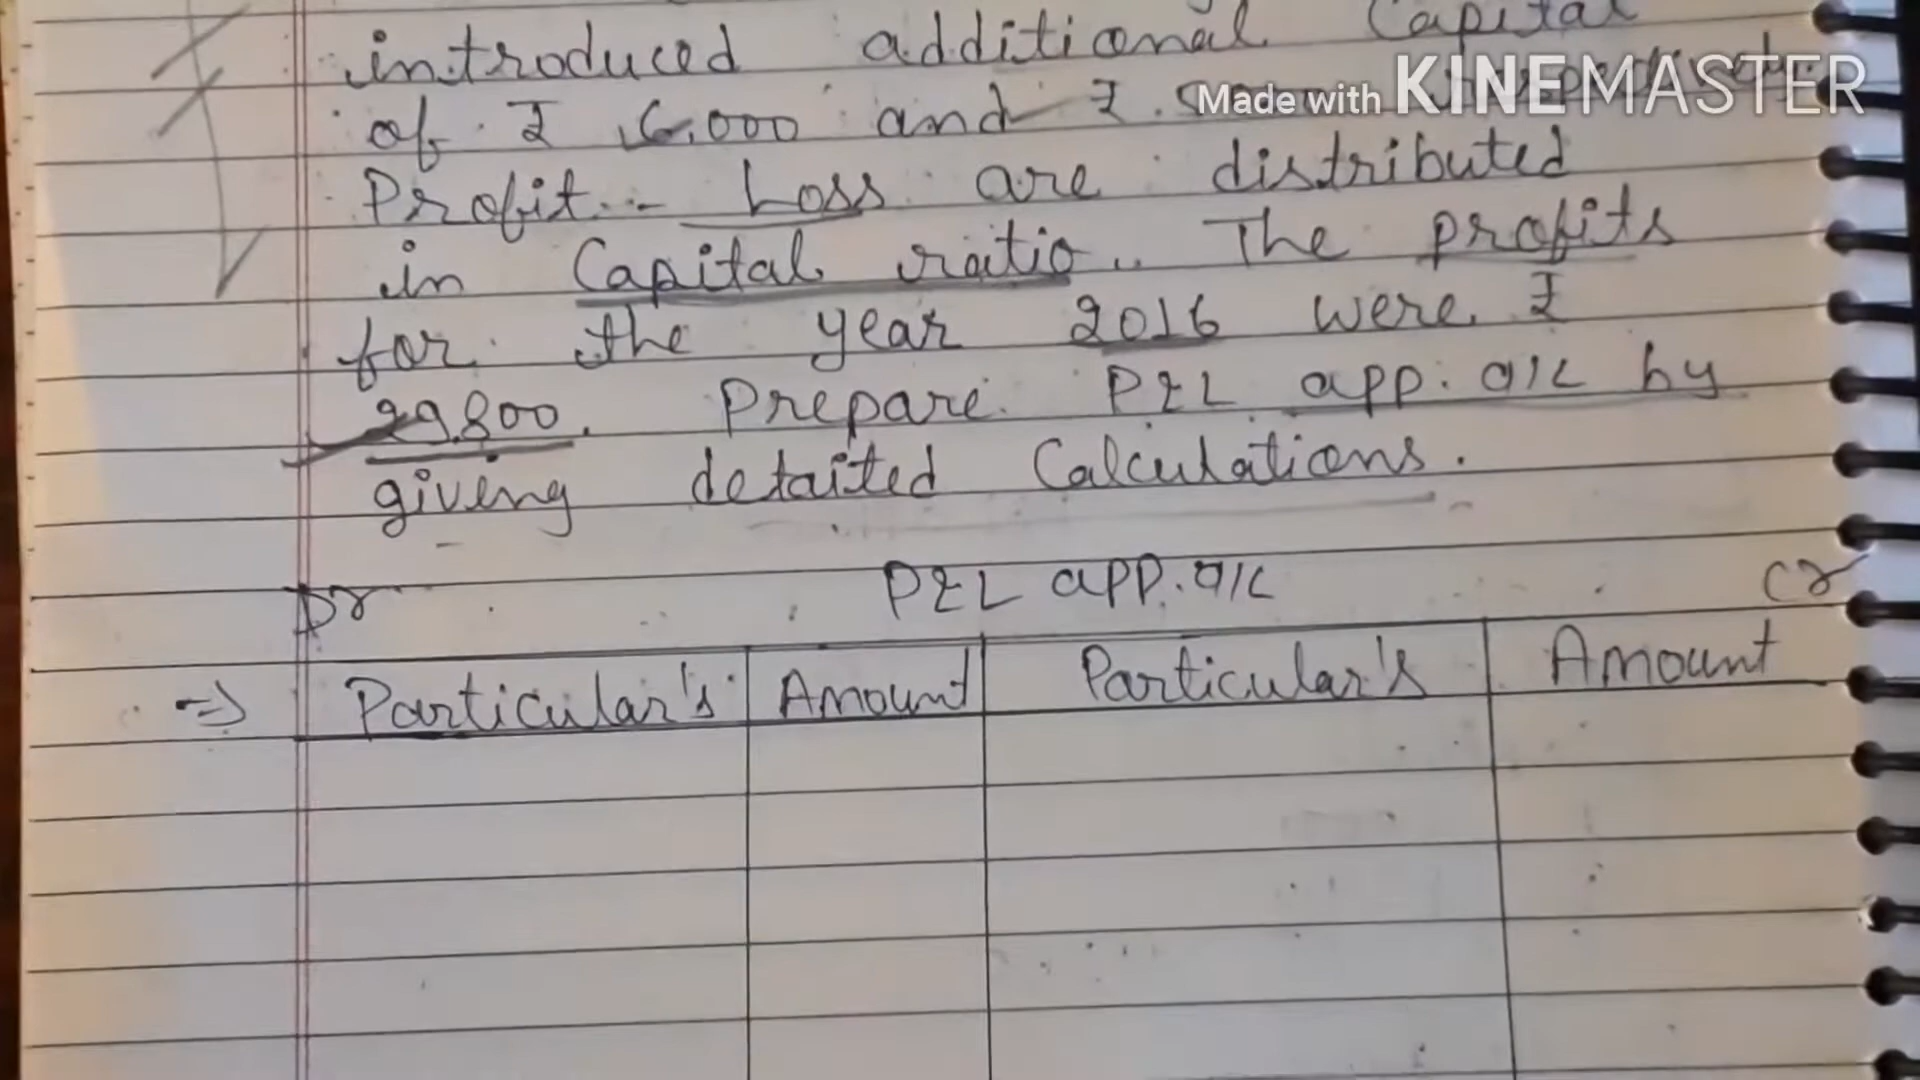 introduced additional Capital
of ₹ 6,000 and ₹
Made with KINEMASTER
Profit - Loss are distributed
in Capital ratio. The profits
for the year 2016 were ₹
29,800. Prepare P&L app. a/c by
giving detailed Calculations.
Dr P&L app. a/c Cr
⇒ Particular's Amount Particular's Amount